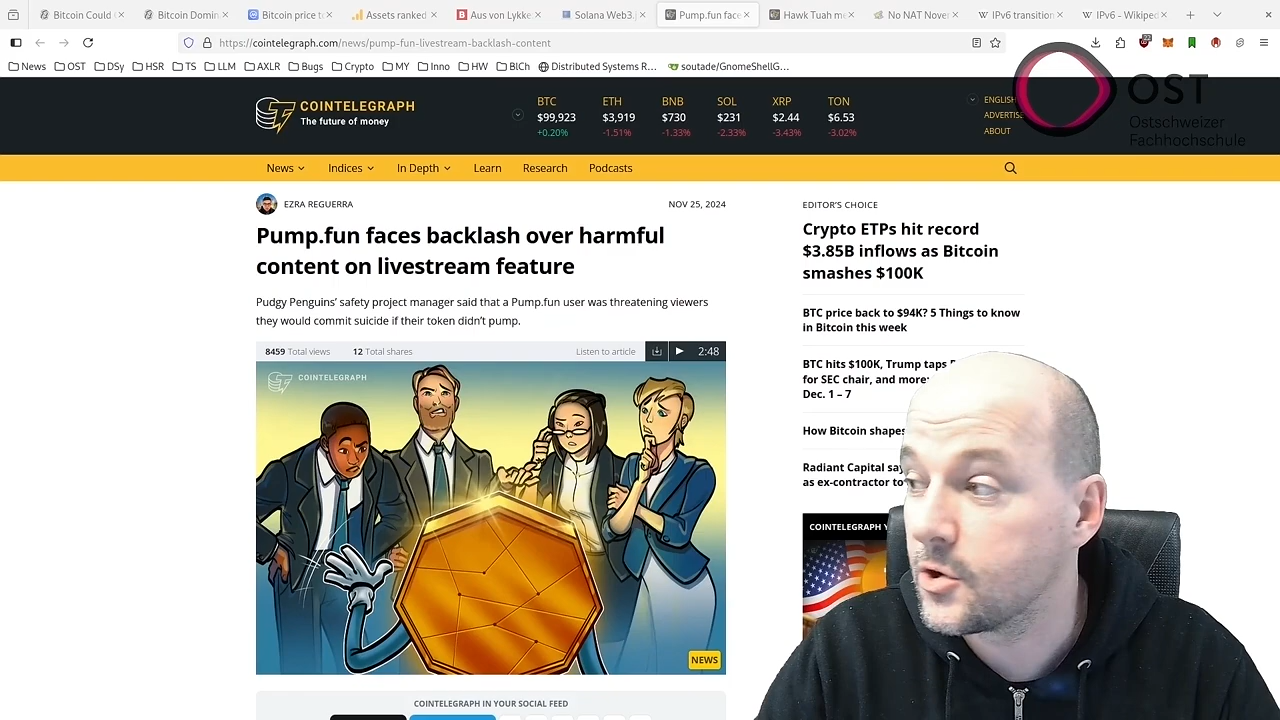 Bitcoin Could
Bitcoin Domin
Bitcoin price t
Assets ranked
Aus von Lykke
Solana Web3.j
Pump.fun face
Hawk Tuah me
No NAT Nove
IPv6 transition
IPv6 - Wikiped
https://cointelegraph.com/news/pump-fun-livestream-backlash-content
News OST DSy HSR TS LLM AXLR Bugs Crypto MY Inno HW BlCh Distributed Systems R… soutade/GnomeShellG…
COINTELEGRAPH
The future of money
BTC ETH BNB SOL XRP TON
$99,923 $3,919 $730 $231 $2.44 $6.53
+0.20% -1.51% -1.33% -2.33% -3.43% -3.02%
ENGLISH
ADVERTISE
ABOUT
OST
Ostschweizer
Fachhochschule
News Indices In Depth Learn Research Podcasts
EZRA REGUERRA
NOV 25, 2024
Pump.fun faces backlash over harmful
content on livestream feature
Pudgy Penguins' safety project manager said that a Pump.fun user was threatening viewers
they would commit suicide if their token didn't pump.
8459 Total views 12 Total shares Listen to article 2:48
COINTELEGRAPH
NEWS
COINTELEGRAPH IN YOUR SOCIAL FEED
EDITOR'S CHOICE
Crypto ETPs hit record
$3.85B inflows as Bitcoin
smashes $100K
BTC price back to $94K? 5 Things to know
in Bitcoin this week
BTC hits $100K, Trump taps
for SEC chair, and more:
Dec. 1 – 7
How Bitcoin shapes
Radiant Capital say
as ex-contractor to
COINTELEGRAPH Y